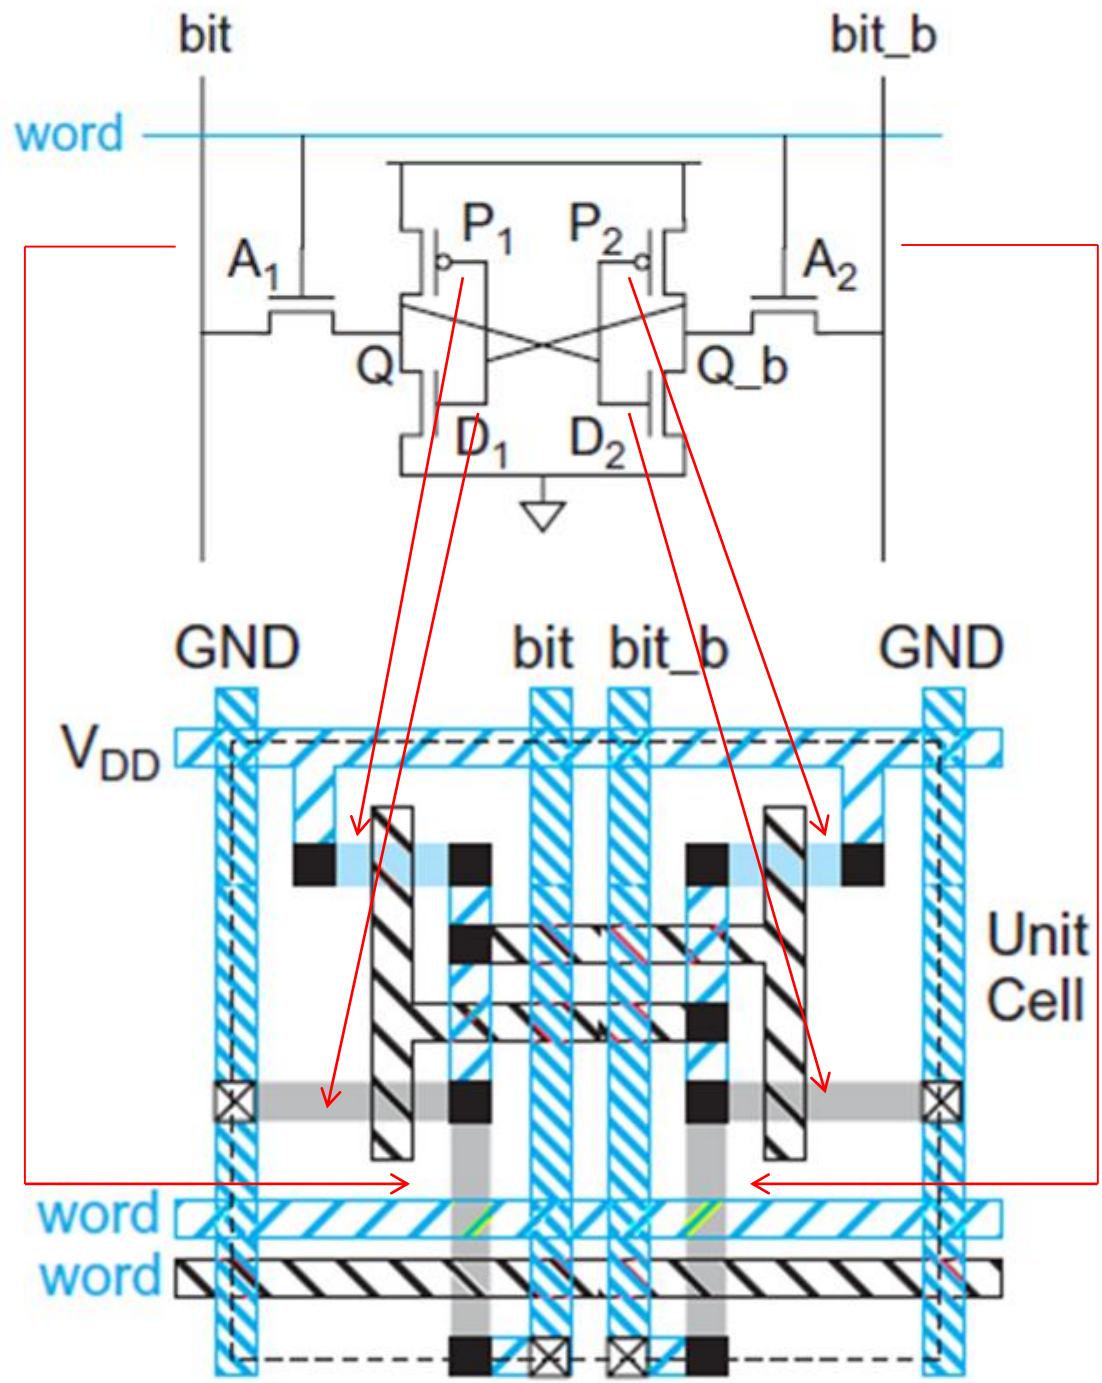 bit bit_b
word
P1 P2
A1 A2
Q Q_b
D1 D2
GND bit bit_b GND
VDD
Unit
Cell
word
word